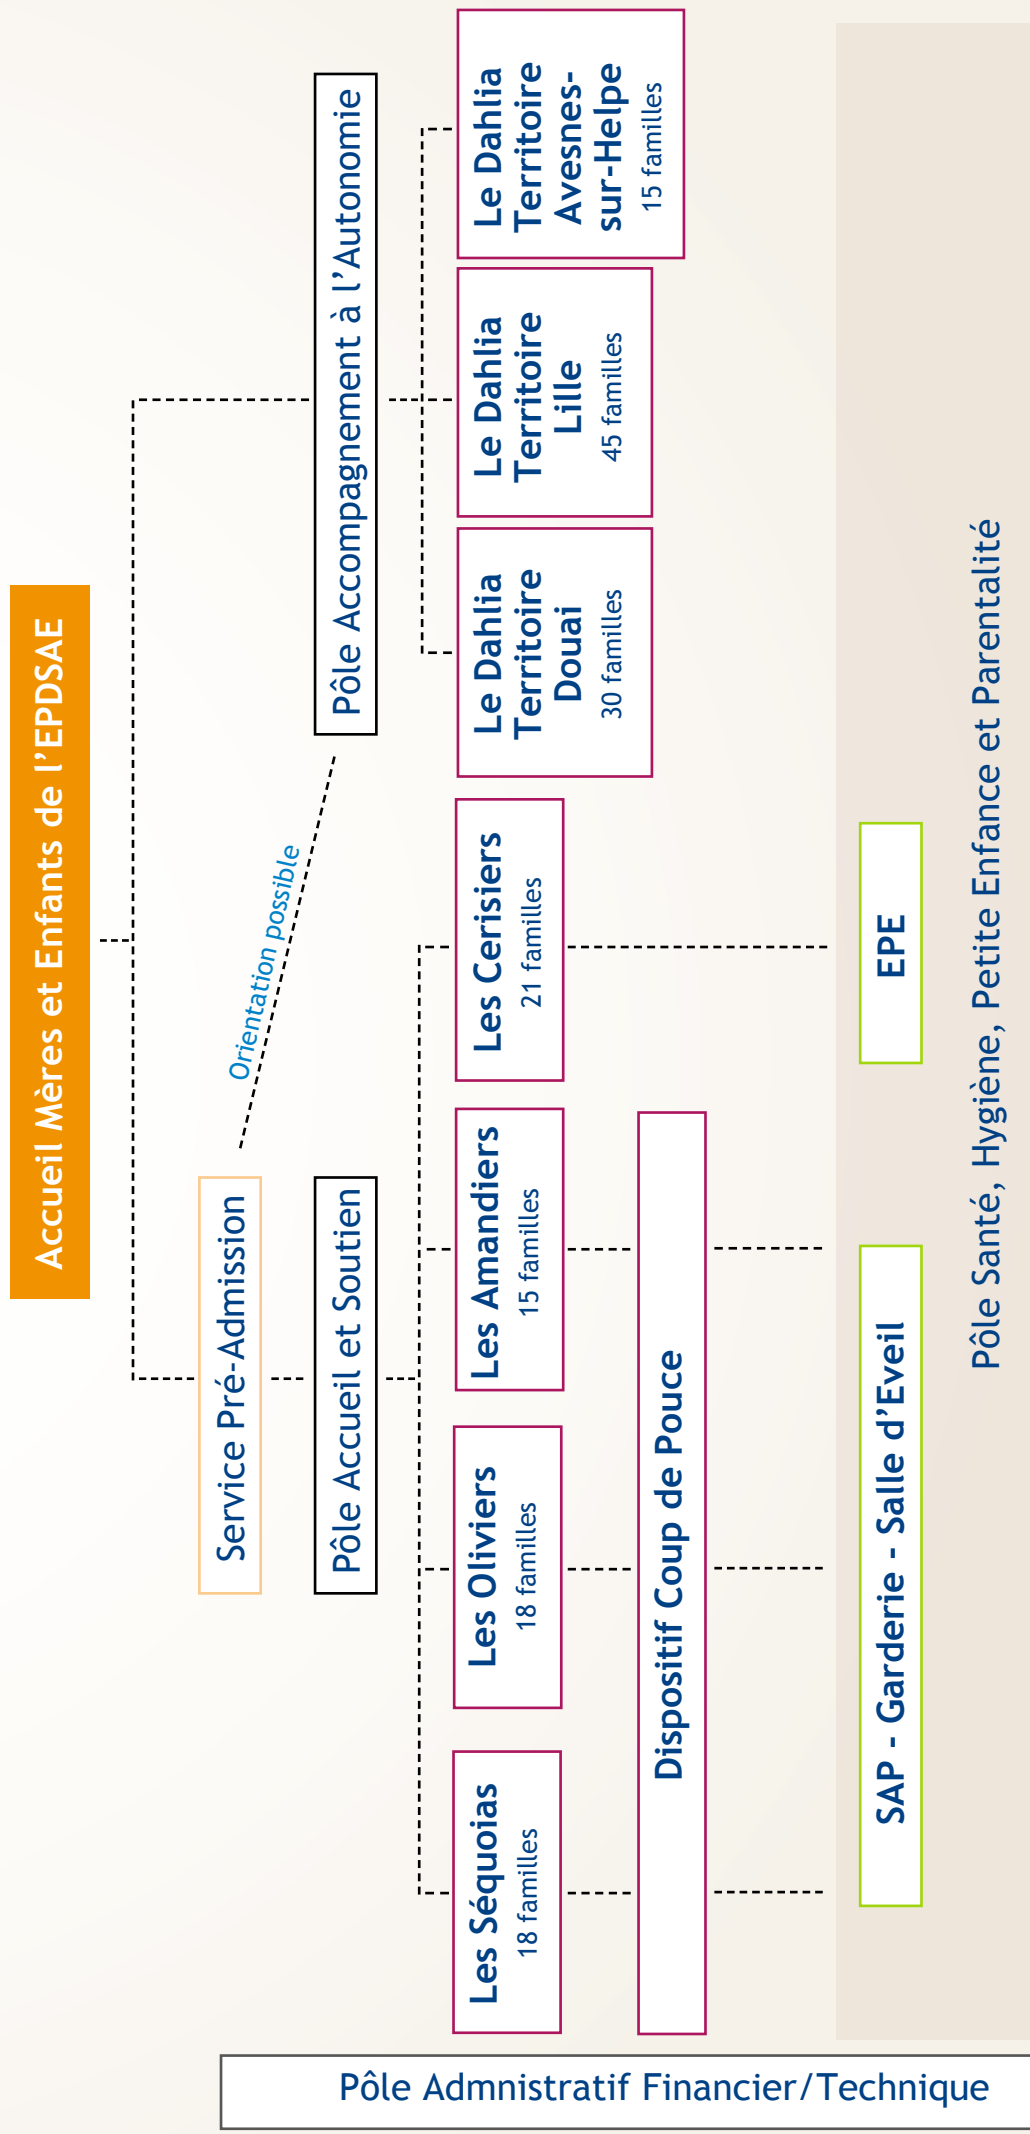 Accueil Mères et Enfants de l’EPDSAE
Service Pré-Admission
Orientation possible
Pôle Accueil et Soutien
Pôle Accompagnement à l’Autonomie
Les Séquoias
18 familles
Les Oliviers
18 familles
Les Amandiers
15 familles
Les Cerisiers
21 familles
Le Dahlia
Territoire
Douai
30 familles
Le Dahlia
Territoire
Lille
45 familles
Le Dahlia
Territoire
Avesnes-
sur-Helpe
15 familles
Dispositif Coup de Pouce
SAP - Garderie - Salle d’Eveil
EPE
Pôle Santé, Hygiène, Petite Enfance et Parentalité
Pôle Admnistratif Financier/Technique